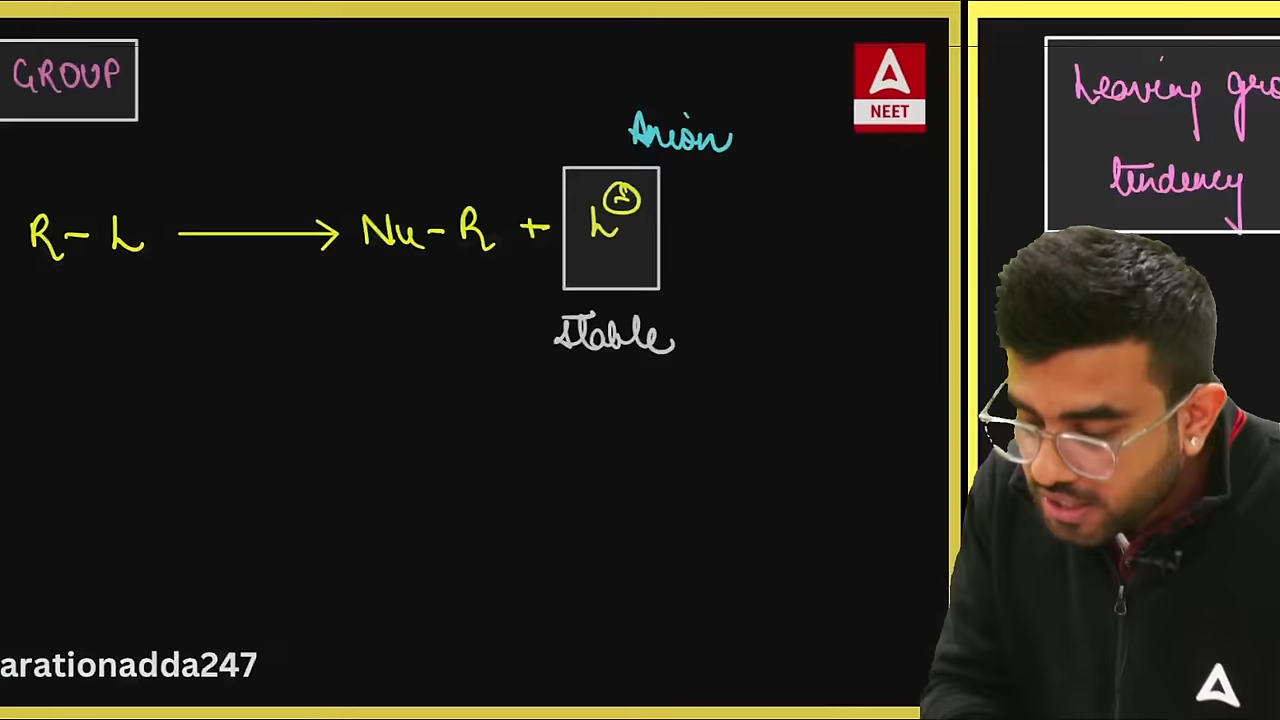 GROUP
NEET
Anion
R - L → Nu - R + L⊖
stable
Leaving gro
tendency
arationadda247